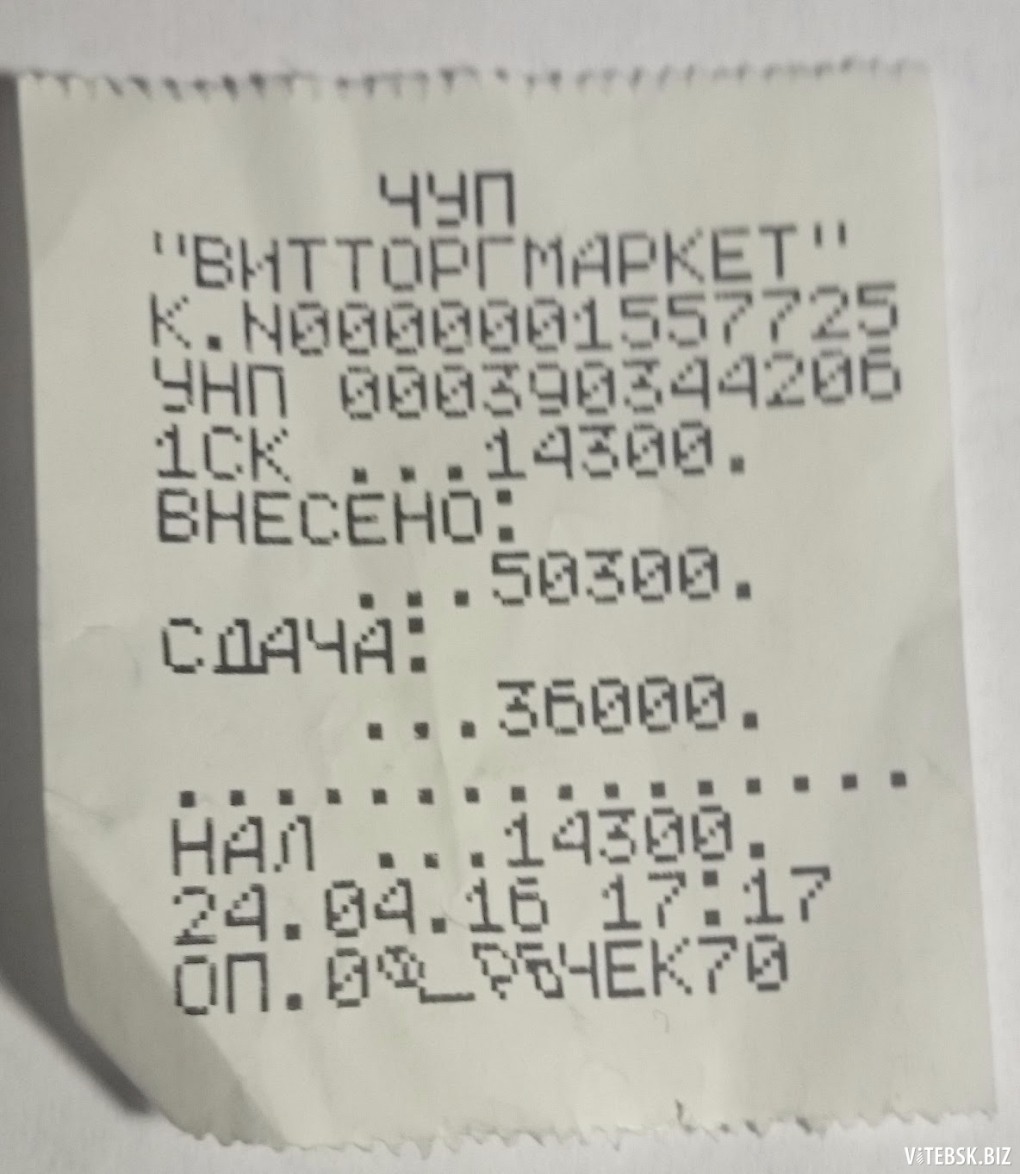 ЧУП
"ВИТТОРГМАРКЕТ"
К.N0000001557725
УНП 000390344206
1СК ...14300.
ВНЕСЕНО:
...50300.
СДАЧА:
...36000.
................
НАЛ ...14300.
24.04.16 17:17
ОП.0 ЧЕК70
VITEBSK.BIZ